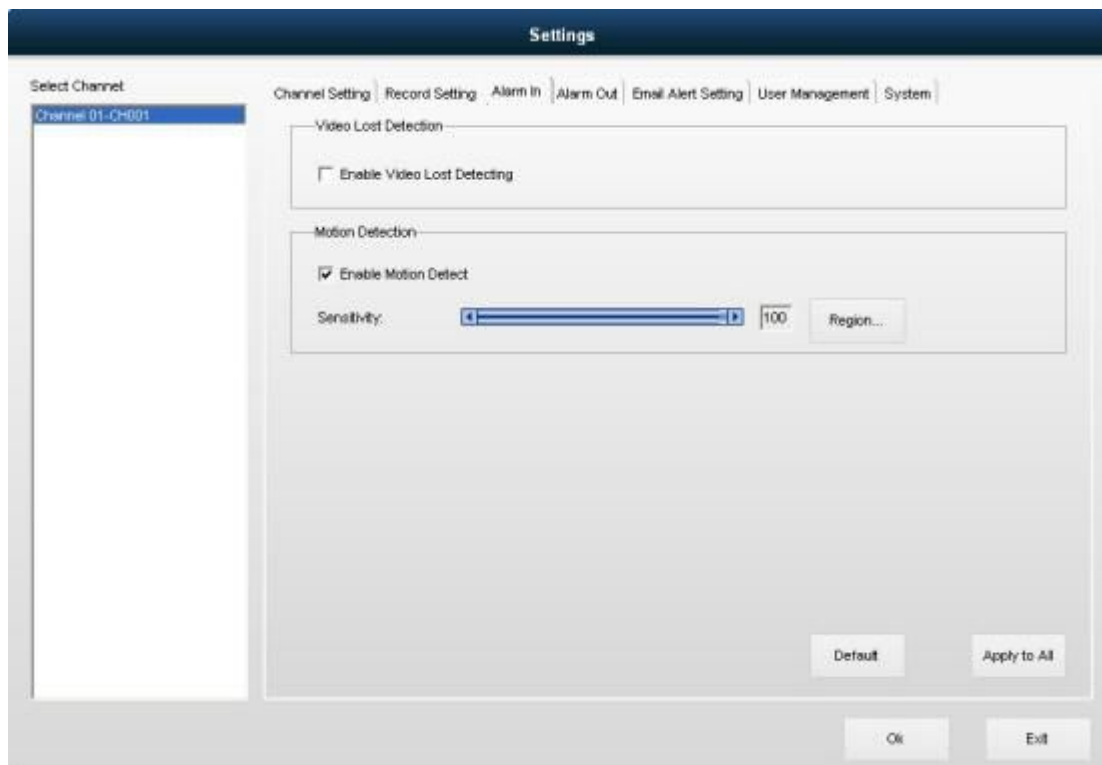 Settings
Select Channel
Channel 01-CH001
Channel Setting Record Setting Alarm In Alarm Out Email Alert Setting User Management System
Video Lost Detection
Enable Video Lost Detecting
Motion Detection
Enable Motion Detect
Sensitivity: 100 Region...
Default Apply to All
Ok Exit